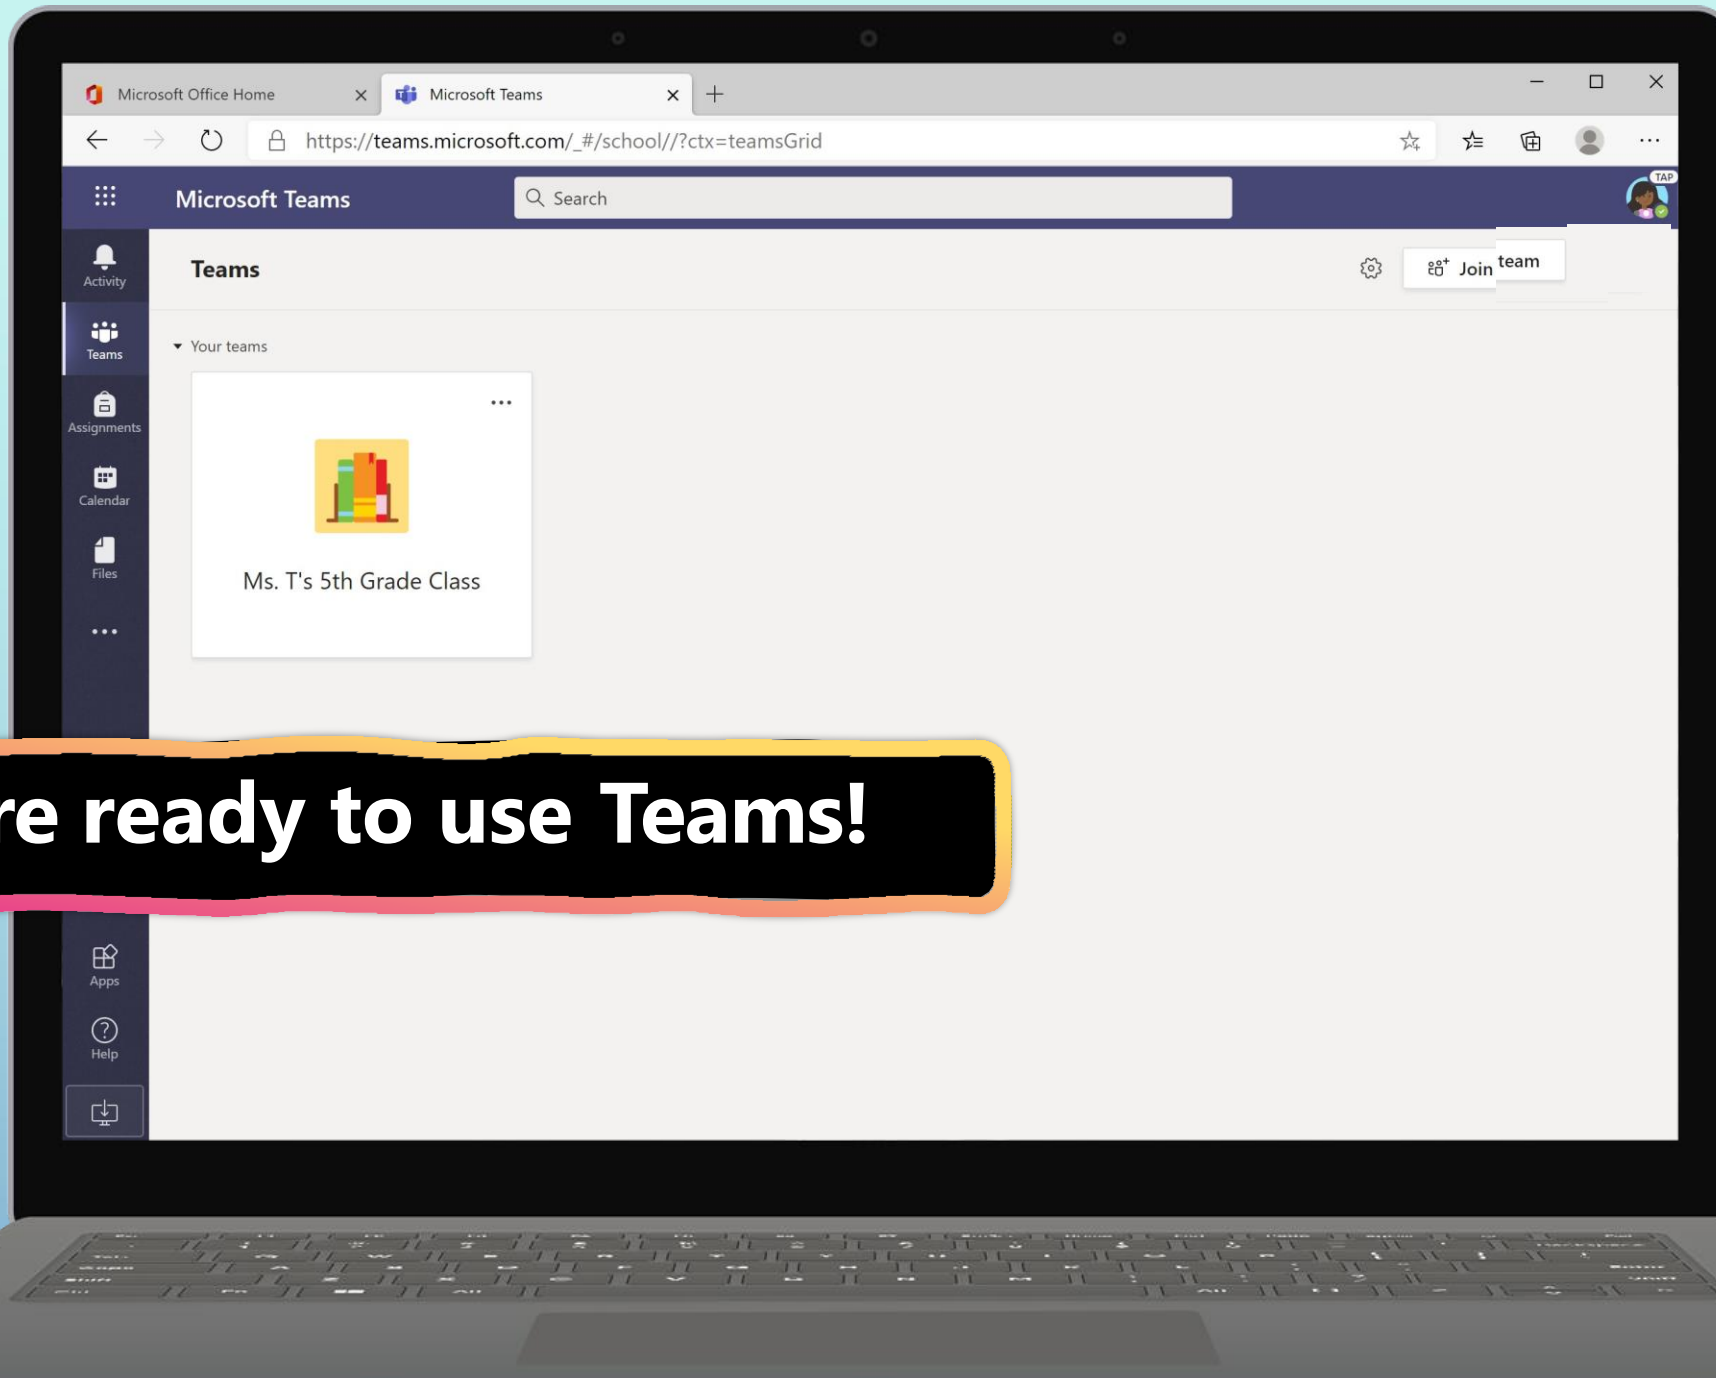 Microsoft Office Home
Microsoft Teams
https://teams.microsoft.com/_#/school//?ctx=teamsGrid
Microsoft Teams
Search
TAP
Activity
Teams
Join team
Teams
Your teams
Assignments
Calendar
Files
Ms. T's 5th Grade Class
re ready to use Teams!
Apps
Help